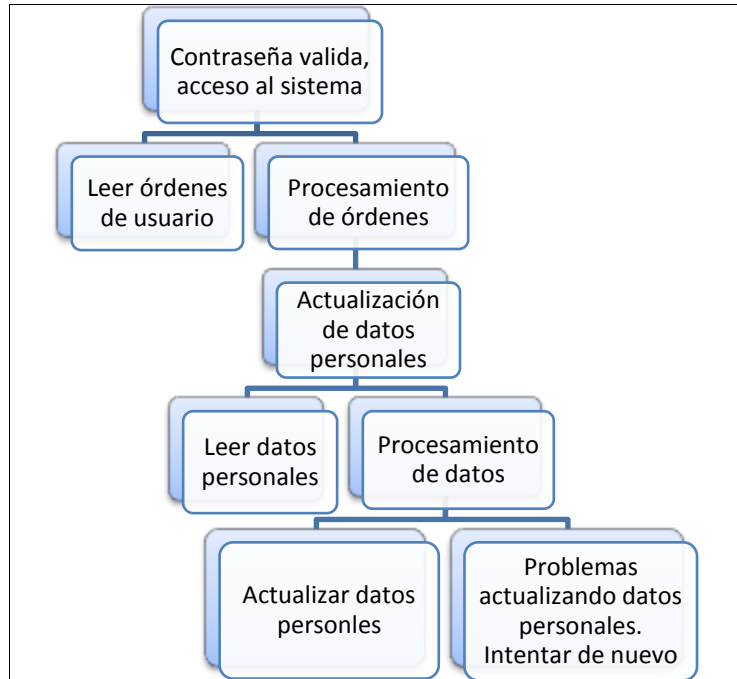 Contraseña valida,
acceso al sistema
Leer órdenes
de usuario
Procesamiento
de órdenes
Actualización
de datos
personales
Leer datos
personales
Procesamiento
de datos
Actualizar datos
personles
Problemas
actualizando datos
personales.
Intentar de nuevo